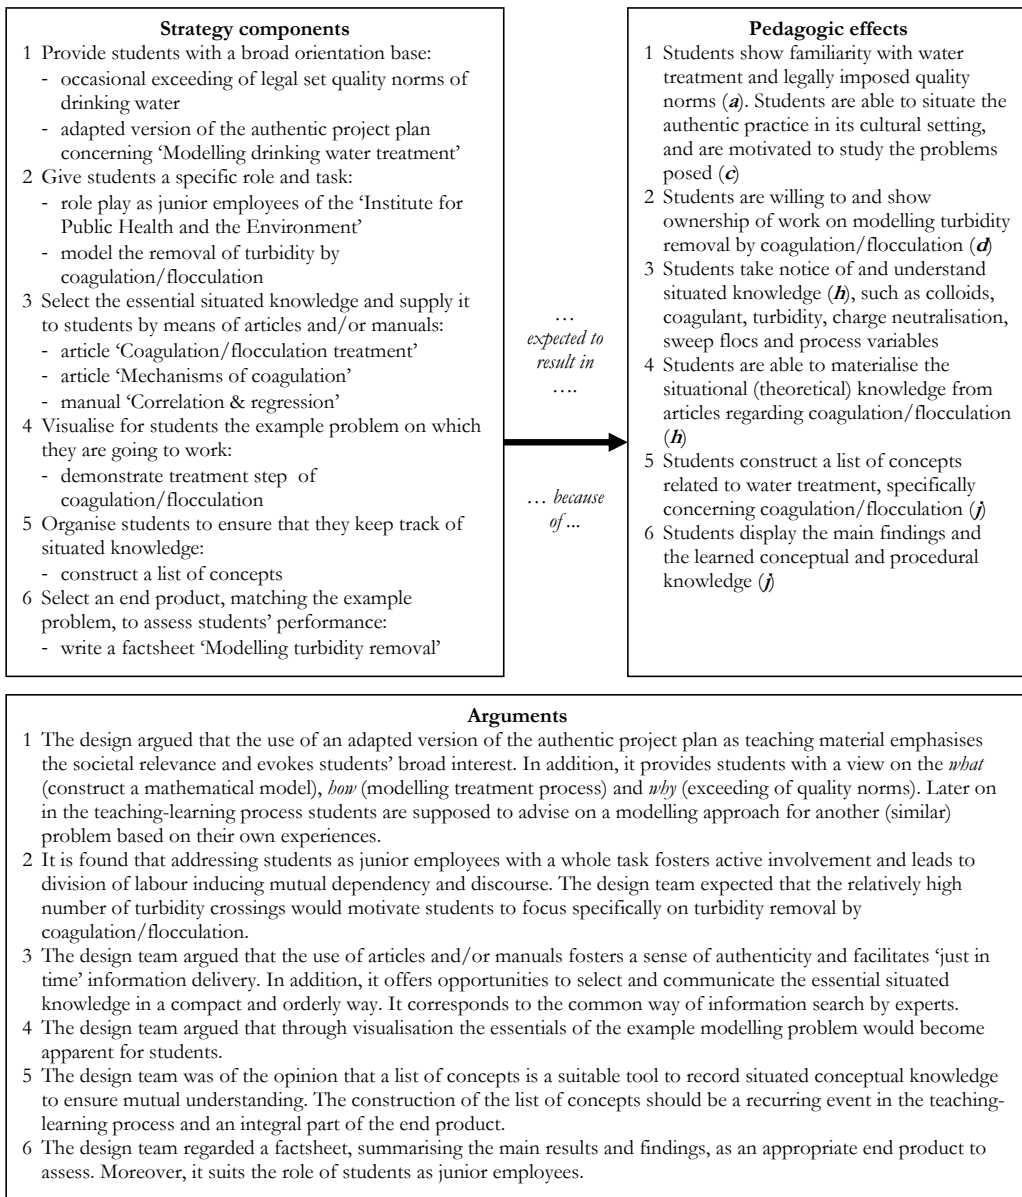 Strategy components
1 Provide students with a broad orientation base:
- occasional exceeding of legal set quality norms of
drinking water
- adapted version of the authentic project plan
concerning ‘Modelling drinking water treatment’
2 Give students a specific role and task:
- role play as junior employees of the ‘Institute for
Public Health and the Environment’
- model the removal of turbidity by
coagulation/flocculation
3 Select the essential situated knowledge and supply it
to students by means of articles and/or manuals:
- article ‘Coagulation/flocculation treatment’
- article ‘Mechanisms of coagulation’
- manual ‘Correlation & regression’
4 Visualise for students the example problem on which
they are going to work:
- demonstrate treatment step of
coagulation/flocculation
5 Organise students to ensure that they keep track of
situated knowledge:
- construct a list of concepts
6 Select an end product, matching the example
problem, to assess students’ performance:
- write a factsheet ‘Modelling turbidity removal’
…
expected to
result in
….
… because
of ...
Pedagogic effects
1 Students show familiarity with water
treatment and legally imposed quality
norms (a). Students are able to situate the
authentic practice in its cultural setting,
and are motivated to study the problems
posed (c)
2 Students are willing to and show
ownership of work on modelling turbidity
removal by coagulation/flocculation (d)
3 Students take notice of and understand
situated knowledge (h), such as colloids,
coagulant, turbidity, charge neutralisation,
sweep flocs and process variables
4 Students are able to materialise the
situational (theoretical) knowledge from
articles regarding coagulation/flocculation
(h)
5 Students construct a list of concepts
related to water treatment, specifically
concerning coagulation/flocculation (j)
6 Students display the main findings and
the learned conceptual and procedural
knowledge (j)
Arguments
1 The design argued that the use of an adapted version of the authentic project plan as teaching material emphasises
the societal relevance and evokes students’ broad interest. In addition, it provides students with a view on the what
(construct a mathematical model), how (modelling treatment process) and why (exceeding of quality norms). Later on
in the teaching-learning process students are supposed to advise on a modelling approach for another (similar)
problem based on their own experiences.
2 It is found that addressing students as junior employees with a whole task fosters active involvement and leads to
division of labour inducing mutual dependency and discourse. The design team expected that the relatively high
number of turbidity crossings would motivate students to focus specifically on turbidity removal by
coagulation/flocculation.
3 The design team argued that the use of articles and/or manuals fosters a sense of authenticity and facilitates ‘just in
time’ information delivery. In addition, it offers opportunities to select and communicate the essential situated
knowledge in a compact and orderly way. It corresponds to the common way of information search by experts.
4 The design team argued that through visualisation the essentials of the example modelling problem would become
apparent for students.
5 The design team was of the opinion that a list of concepts is a suitable tool to record situated conceptual knowledge
to ensure mutual understanding. The construction of the list of concepts should be a recurring event in the teaching-
learning process and an integral part of the end product.
6 The design team regarded a factsheet, summarising the main results and findings, as an appropriate end product to
assess. Moreover, it suits the role of students as junior employees.